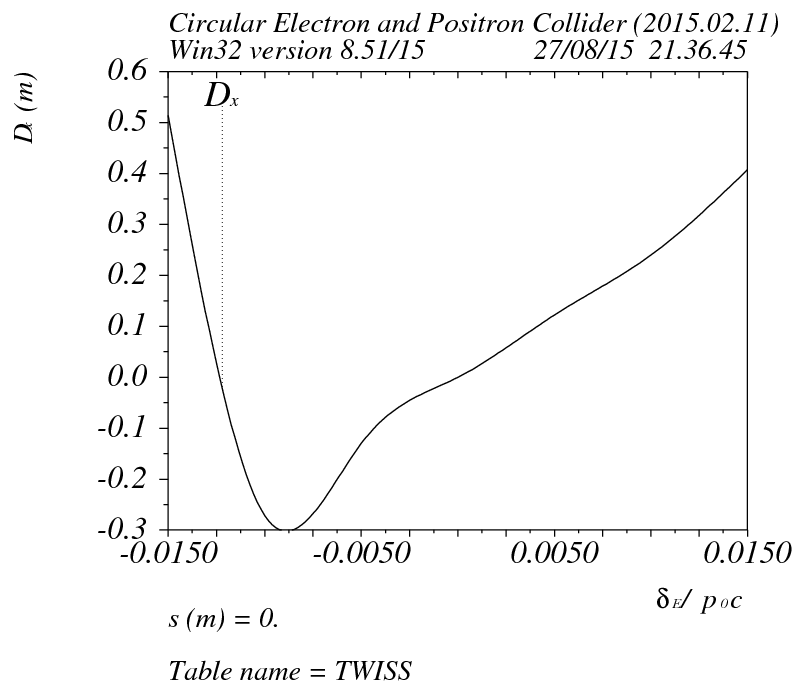 Circular Electron and Positron Collider (2015.02.11)
Win32 version 8.51/15 27/08/15 21.36.45
Dx (m)
0.6
Dx
0.5
0.4
0.3
0.2
0.1
0.0
-0.1
-0.2
-0.3
-0.0150 -0.0050 0.0050 0.0150
δE/ p0c
s (m) = 0.
Table name = TWISS